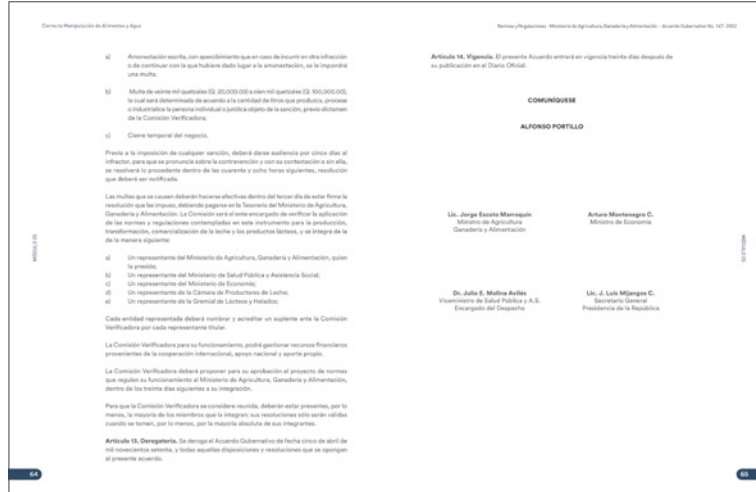 Correcta Manipulación de Alimentos y Agua
a) Amonestación escrita, con apercibimiento que en caso de incurrir en otra infracción
o de continuar con la que hubiere dado lugar a la amonestación, se le impondrá
una multa.
b) Multa de veinte mil quetzales (Q. 20,000.00) a cien mil quetzales (Q. 100,000.00),
la cual será determinada de acuerdo a la cantidad de litros que produzca, procese
o industrialice la persona individual o jurídica objeto de la sanción, previo dictamen
de la Comisión Verificadora;
c) Cierre temporal del negocio.
Previo a la imposición de cualquier sanción, deberá darse audiencia por cinco días al
infractor, para que se pronuncie sobre la contravención y con su contestación o sin ella,
se resolverá lo procedente dentro de las cuarenta y ocho horas siguientes, resolución
que deberá ser notificada.
Las multas que se causen deberán hacerse efectivas dentro del tercer día de estar firme la
resolución que las impuso, debiendo pagarse en la Tesorería del Ministerio de Agricultura,
Ganadería y Alimentación. La Comisión será el ente encargado de verificar la aplicación
de las normas y regulaciones contempladas en este instrumento para la producción,
transformación, comercialización de la leche y los productos lácteos, y se integra de la
de la manera siguiente:
a) Un representante del Ministerio de Agricultura, Ganadería y Alimentación, quien
la preside;
b) Un representante del Ministerio de Salud Pública y Asistencia Social;
c) Un representante del Ministerio de Economía;
d) Un representante de la Cámara de Productores de Leche;
e) Un representante de la Gremial de Lácteos y Helados;
Cada entidad representada deberá nombrar y acreditar un suplente ante la Comisión
Verificadora por cada representante titular.
La Comisión Verificadora para su funcionamiento, podrá gestionar recursos financieros
provenientes de la cooperación internacional, apoyo nacional y aporte propio.
La Comisión Verificadora deberá proponer para su aprobación el proyecto de normas
que regulen su funcionamiento al Ministerio de Agricultura, Ganadería y Alimentación,
dentro de los treinta días siguientes a su integración.
Para que la Comisión Verificadora se considere reunida, deberán estar presentes, por lo
menos, la mayoría de los miembros que la integran; sus resoluciones sólo serán válidas
cuando se tomen, por lo menos, por la mayoría absoluta de sus integrantes.
Artículo 13. Derogatoria. Se deroga el Acuerdo Gubernativo de fecha cinco de abril de
mil novecientos setenta, y todas aquellas disposiciones y resoluciones que se opongan
al presente acuerdo.
MÓDULO 03
64
Normas y Regulaciones - Ministerio de Agricultura, Ganadería y Alimentación - Acuerdo Gubernativo No. 147-2002
Artículo 14. Vigencia. El presente Acuerdo entrará en vigencia treinta días después de
su publicación en el Diario Oficial.
COMUNÍQUESE
ALFONSO PORTILLO
Lic. Jorge Escoto Marroquín
Ministro de Agricultura
Ganadería y Alimentación
Arturo Montenegro C.
Ministro de Economía
Dr. Julio E. Molina Avilés
Viceministro de Salud Pública y A.S.
Encargado del Despacho
Lic. J. Luis Mijangos C.
Secretario General
Presidencia de la República
MÓDULO 03
65